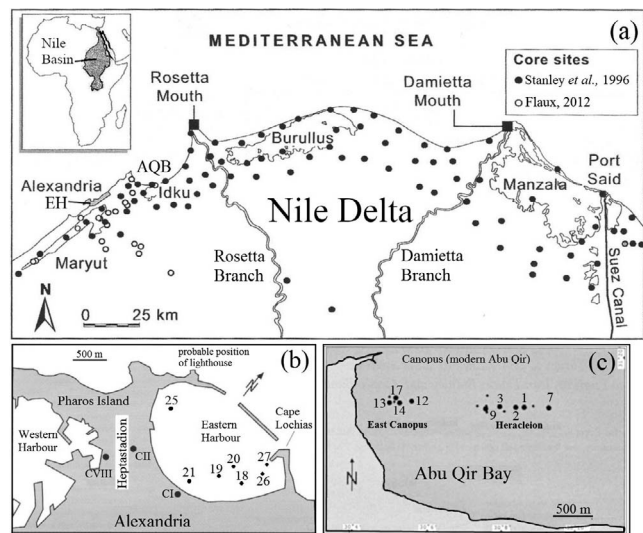 (a)
Nile
Basin
MEDITERRANEAN SEA
Core sites
Stanley et al., 1996
Flaux, 2012
Rosetta
Mouth
Damietta
Mouth
Burullus
Port
Said
AQB
Alexandria
EH
Idku
Manzala
Nile Delta
Maryut
Rosetta
Branch
Damietta
Branch
Suez Canal
N
0 25 km
(b)
500 m
probable position
of lighthouse
N
Pharos Island
25
Cape
Lochias
Western
Harbour
Heptastadion
Eastern
Harbour
CII
CVIII
20
27
21
19
18
26
CI
Alexandria
(c)
Canopus (modern Abu Qir)
17
13
14
12
3
1
7
9
2
East Canopus
Heracleion
N
Abu Qir Bay
500 m